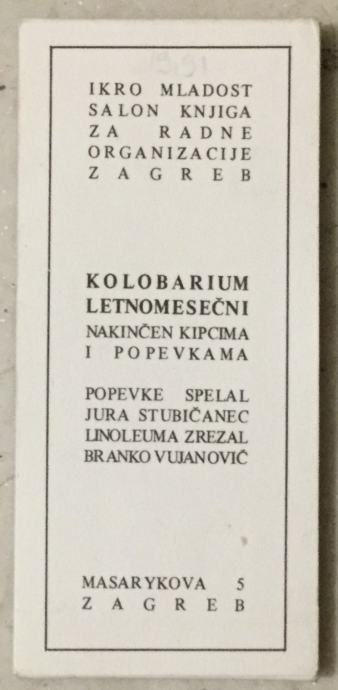 IKRO MLADOST
SALON KNJIGA
ZA RADNE
ORGANIZACIJE
ZAGREB
KOLOBARIUM
LETNOMESEČNI
NAKINČEN KIPCIMA
I POPEVKAMA
POPEVKE SPELAL
JURA STUBIČANEC
LINOLEUMA ZREZAL
BRANKO VUJANOVIČ
MASARYKOVA 5
ZAGREB